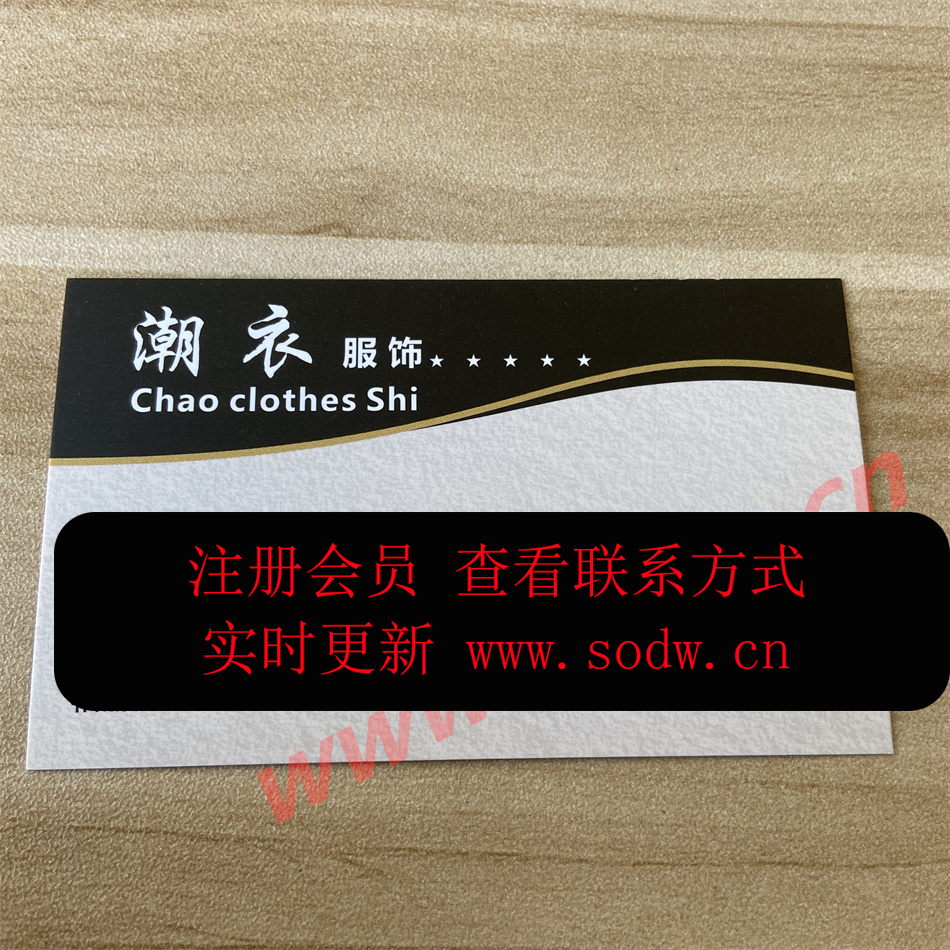 潮衣服饰★★★★★
Chao clothes Shi
注册会员 查看联系方式
实时更新 www.sodw.cn